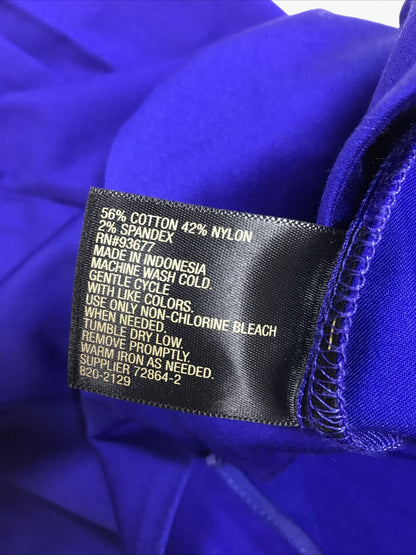 56% COTTON 42% NYLON
2% SPANDEX
RN#93677
MADE IN INDONESIA
MACHINE WASH COLD.
GENTLE CYCLE
WITH LIKE COLORS.
USE ONLY NON-CHLORINE BLEACH
WHEN NEEDED.
TUMBLE DRY LOW.
REMOVE PROMPTLY.
WARM IRON AS NEEDED.
SUPPLIER 72864-2
820-2129